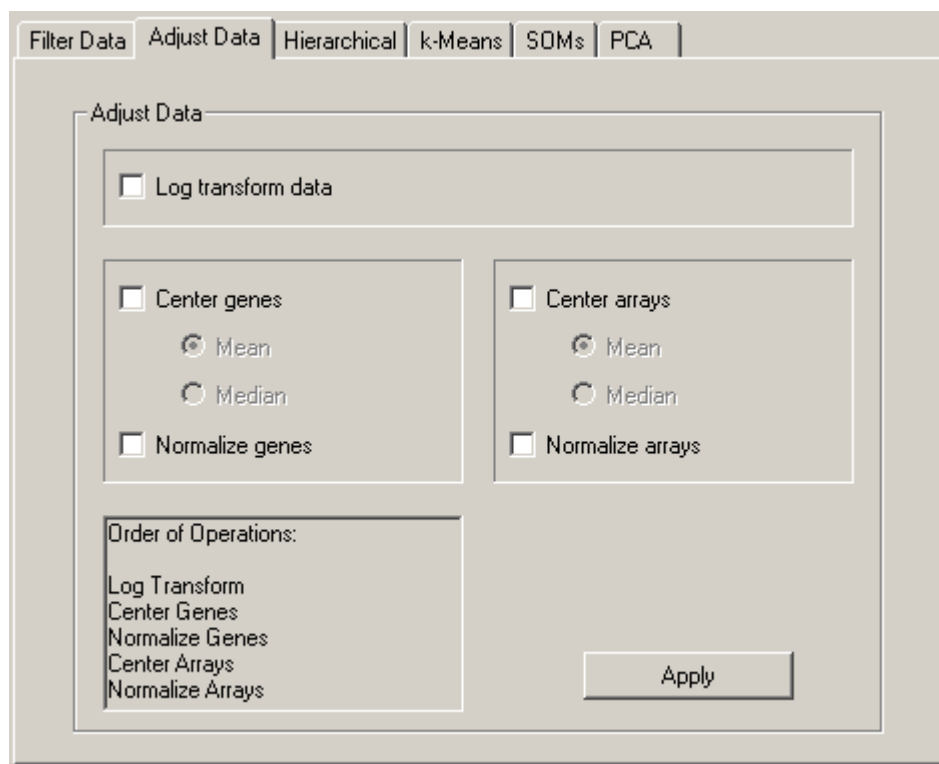 Filter Data Adjust Data Hierarchical k-Means SOMs PCA
Adjust Data
Log transform data
Center genes
Mean
Median
Normalize genes
Center arrays
Mean
Median
Normalize arrays
Order of Operations:
Log Transform
Center Genes
Normalize Genes
Center Arrays
Normalize Arrays
Apply